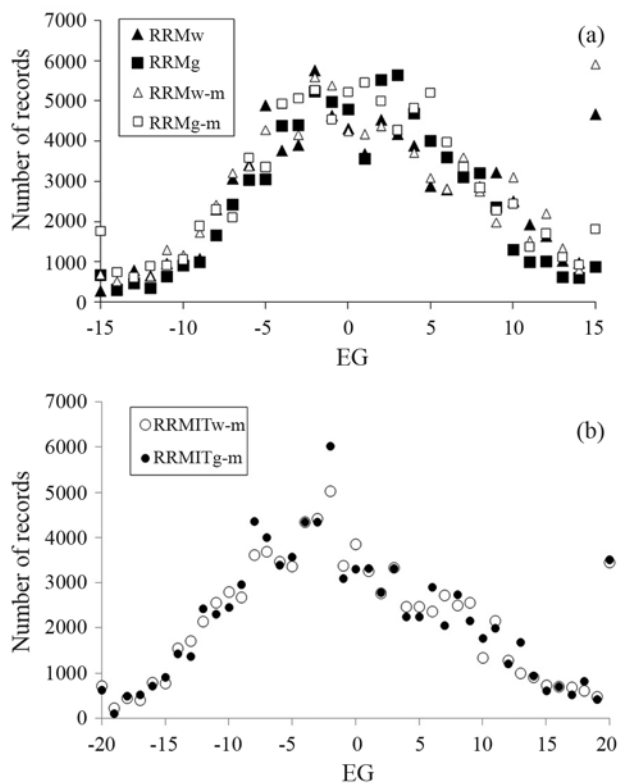 7000
6000
5000
4000
3000
2000
1000
0
Number of records
(a)
RRMw
RRMg
RRMw-m
RRMg-m
-15 -10 -5 0 5 10 15
EG
7000
6000
5000
4000
3000
2000
1000
0
Number of records
(b)
RRMITw-m
RRMITg-m
-20 -15 -10 -5 0 5 10 15 20
EG